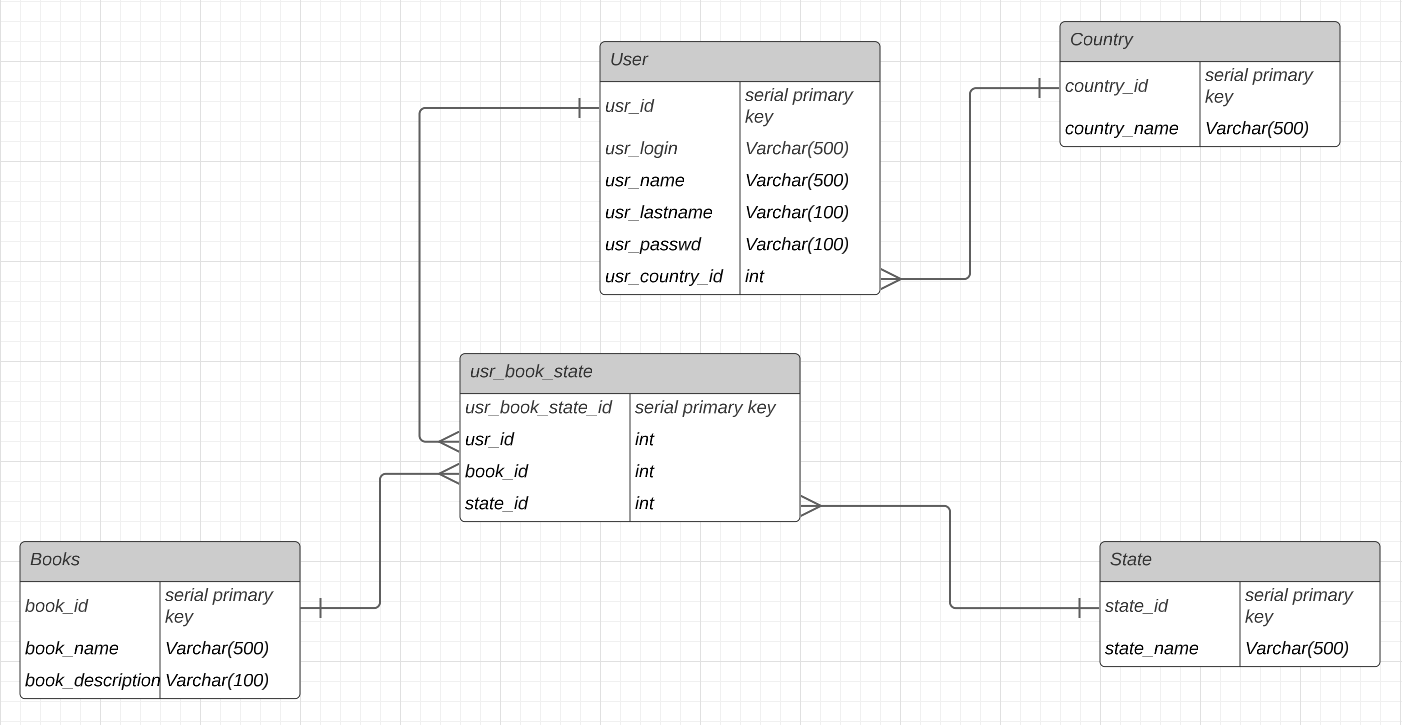 User
usr_id serial primary
key
usr_login Varchar(500)
usr_name Varchar(500)
usr_lastname Varchar(100)
usr_passwd Varchar(100)
usr_country_id int
Country
country_id serial primary
key
country_name Varchar(500)
usr_book_state
usr_book_state_id serial primary key
usr_id int
book_id int
state_id int
Books
book_id serial primary
key
book_name Varchar(500)
book_description Varchar(100)
State
state_id serial primary
key
state_name Varchar(500)